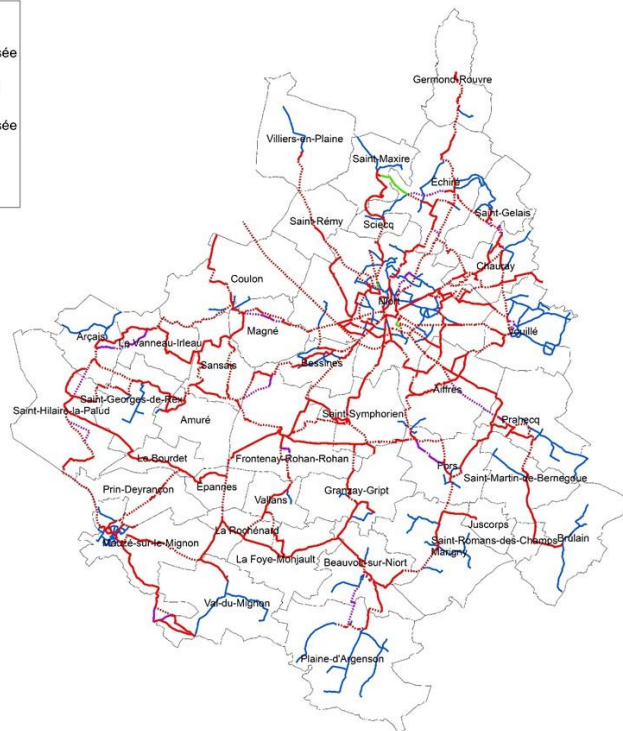 sée
sée
Germond-Rouvre
Villiers-en-Plaine
Saint-Maxire
Échiré
Saint-Rémy
Sciecq
Saint-Gelais
Chauray
Coulon
Niort
Magné
Vouillé
Arçais
Le Vanneau-Irleau
Sansais
Bessines
Aiffres
Saint-Georges-de-Rex
Saint-Hilaire-la-Palud
Amuré
Saint-Symphorien
Prahecq
Le Bourdet
Frontenay-Rohan-Rohan
Fors
Saint-Martin-de-Bernegoue
Prin-Deyrançon
Epannes
Vallans
Granzay-Gript
Juscorps
La Rochénard
Mauzé-sur-le-Mignon
Saint-Romans-des-Champs
Brûlain
La Foye-Monjault
Beauvoir-sur-Niort
Marigny
Val-du-Mignon
Plaine-d'Argenson